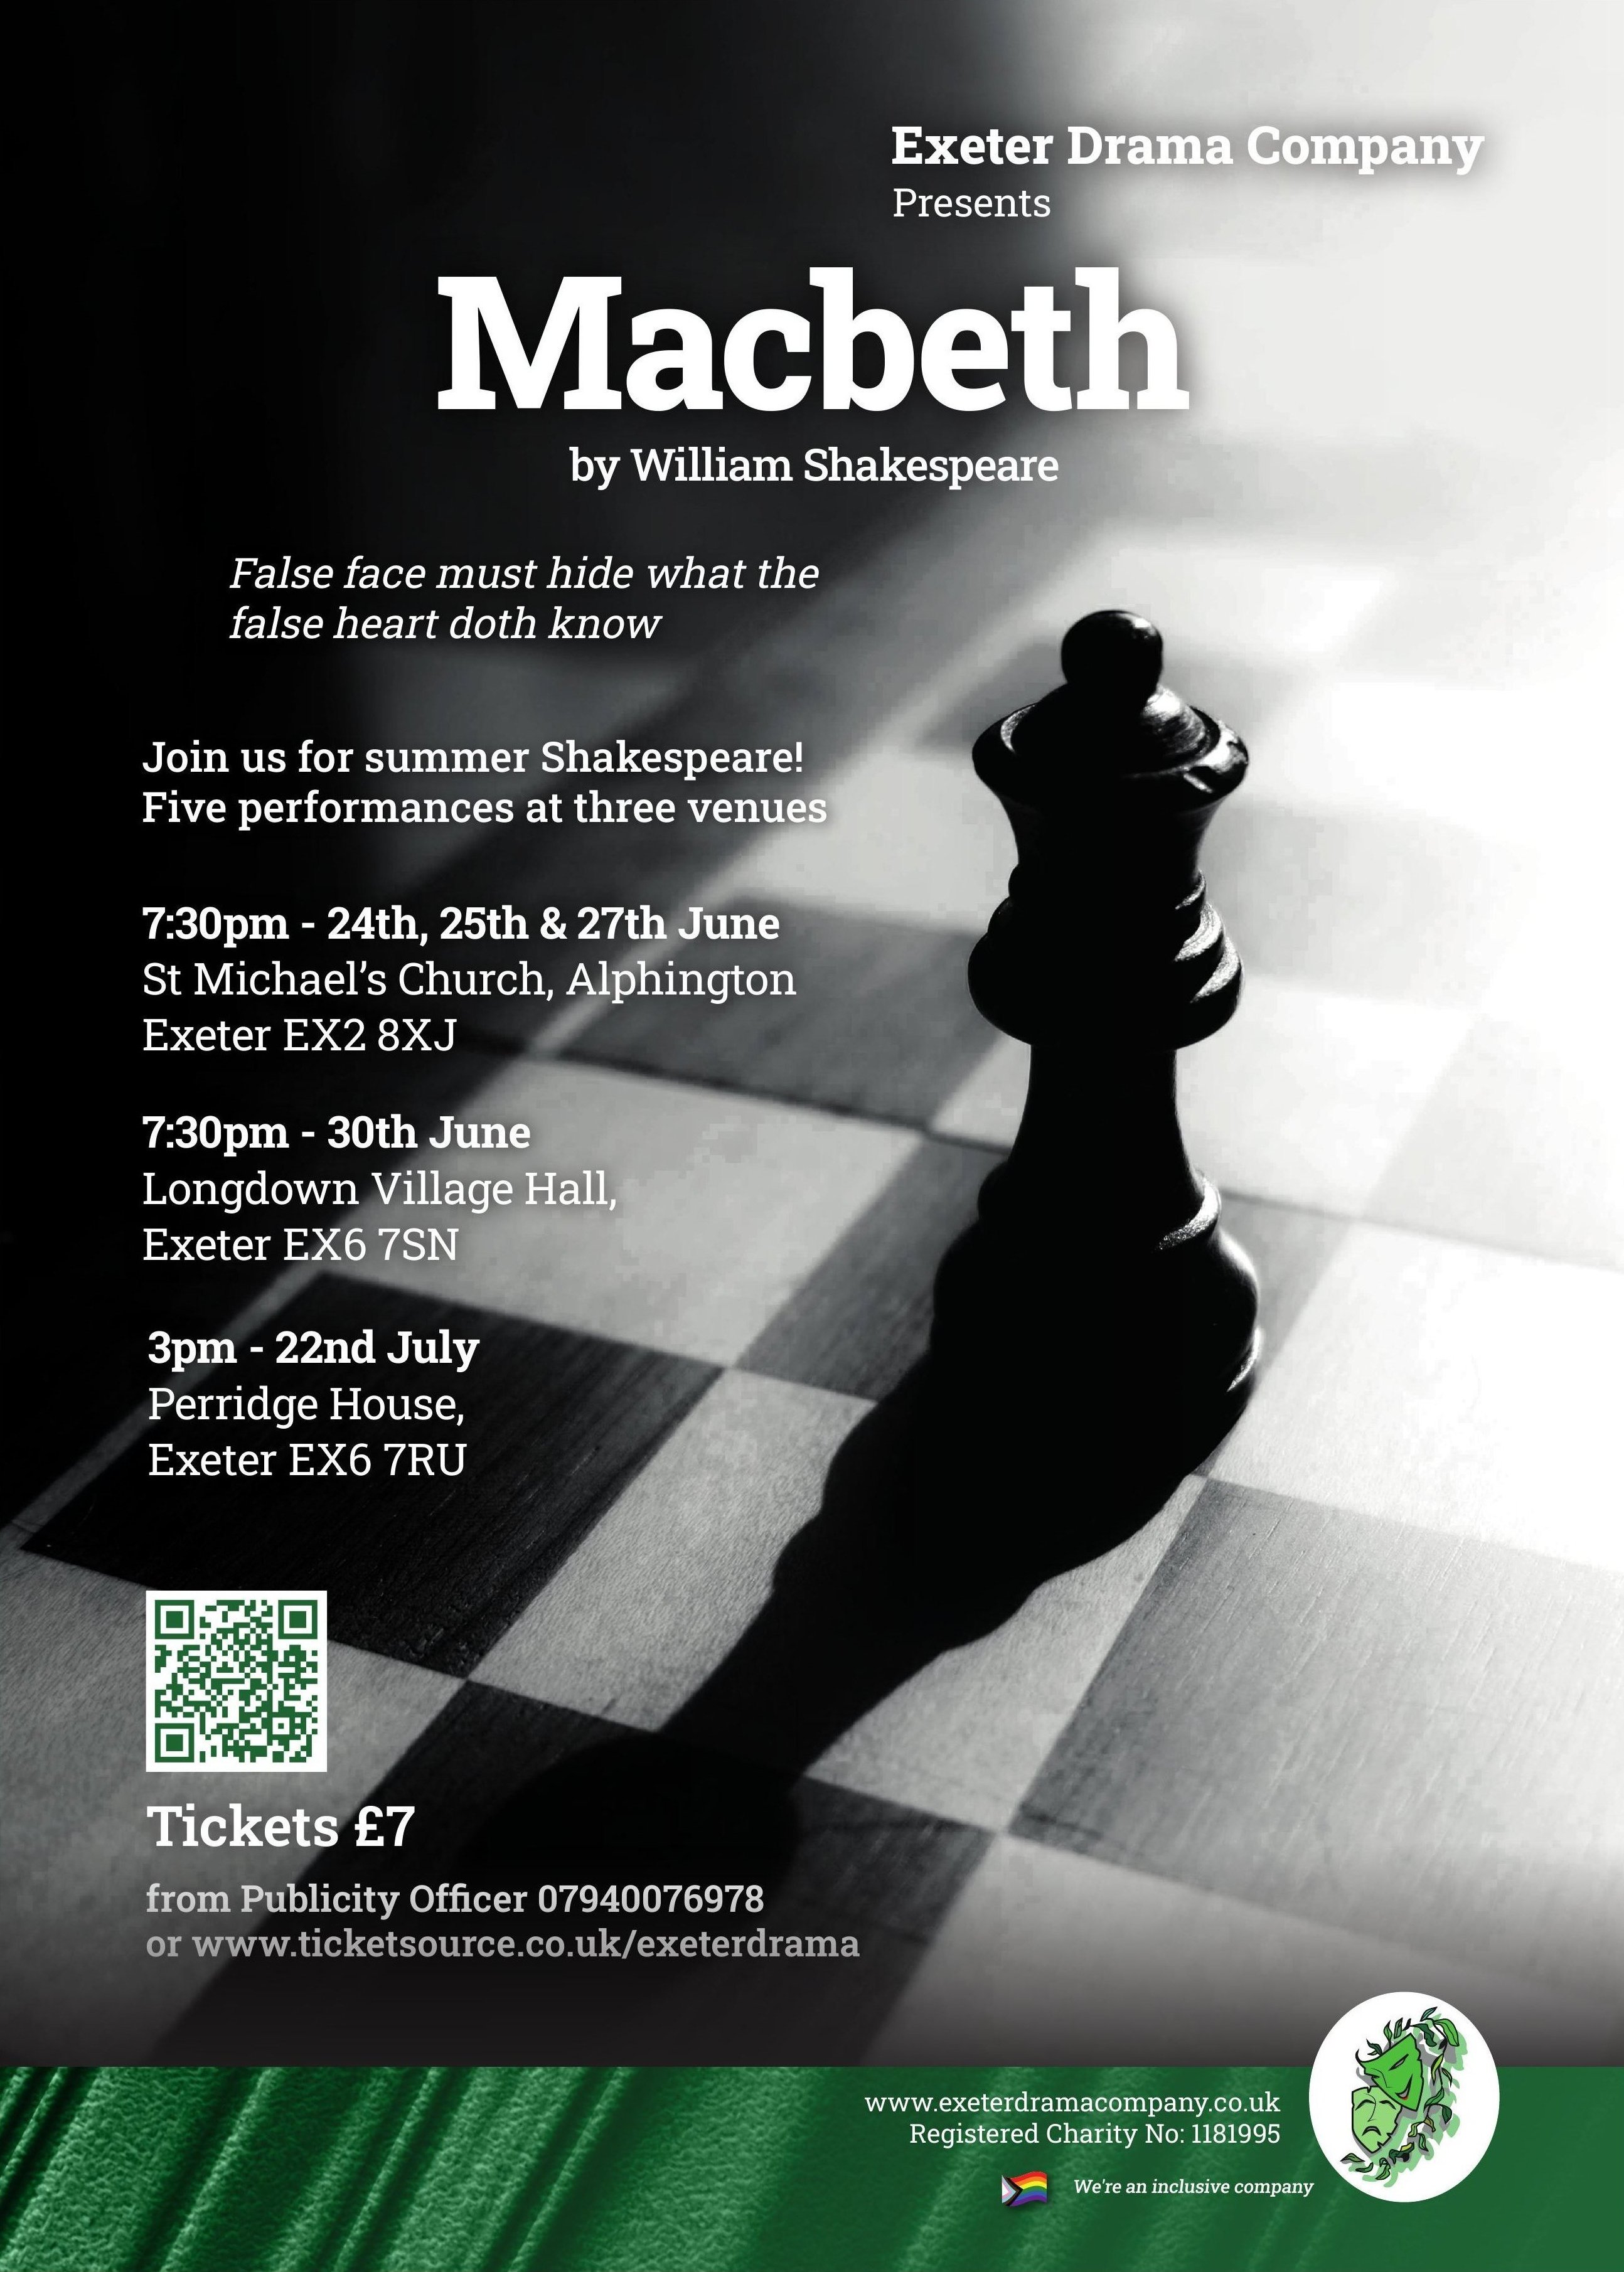 Exeter Drama Company
Presents
Macbeth
by William Shakespeare
False face must hide what the
false heart doth know
Join us for summer Shakespeare!
Five performances at three venues
7:30pm - 24th, 25th & 27th June
St Michael’s Church, Alphington
Exeter EX2 8XJ
7:30pm - 30th June
Longdown Village Hall,
Exeter EX6 7SN
3pm - 22nd July
Perridge House,
Exeter EX6 7RU
Tickets £7
from Publicity Officer 07940076978
or www.ticketsource.co.uk/exeterdrama
www.exeterdramacompany.co.uk
Registered Charity No: 1181995
We're an inclusive company